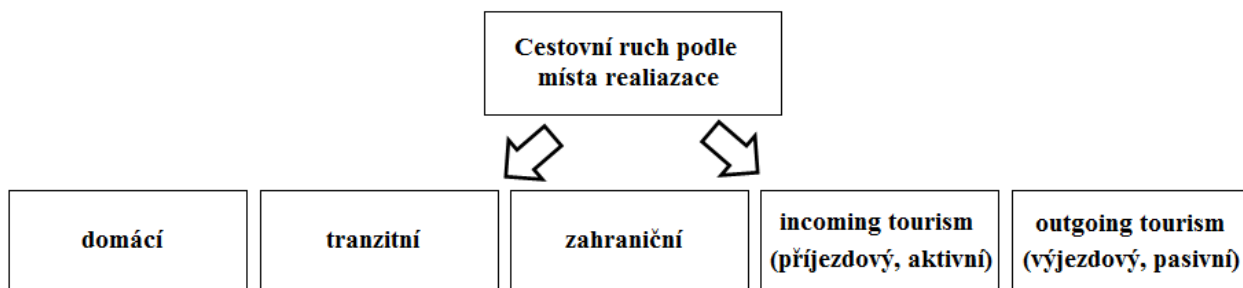 Cestovní ruch podle
místa realiazace
domácí
tranzitní
zahraniční
incoming tourism
(příjezdový, aktivní)
outgoing tourism
(výjezdový, pasivní)